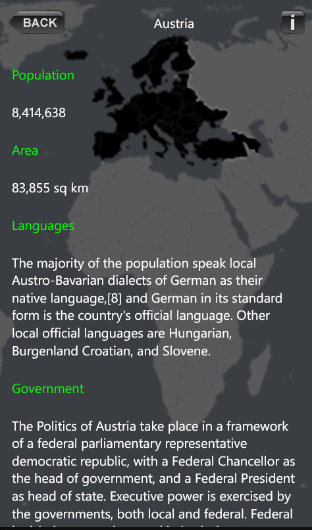 BACK
Austria
i
Population
8,414,638
Area
83,855 sq km
Languages
The majority of the population speak local
Austro-Bavarian dialects of German as their
native language,[8] and German in its standard
form is the country's official language. Other
local official languages are Hungarian,
Burgenland Croatian, and Slovene.
Government
The Politics of Austria take place in a framework
of a federal parliamentary representative
democratic republic, with a Federal Chancellor as
the head of government, and a Federal President
as head of state. Executive power is exercised by
the governments, both local and federal. Federal